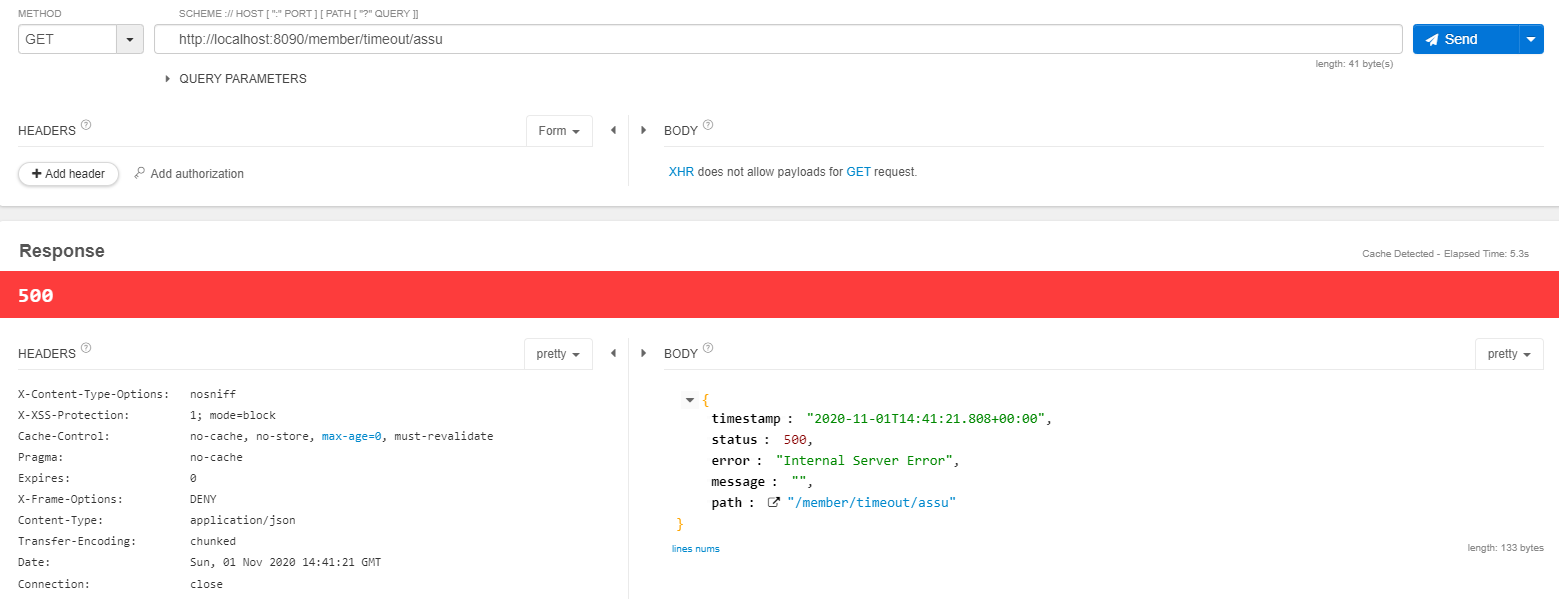 METHOD
SCHEME :// HOST [ ":" PORT ] [ PATH [ "?" QUERY ]]
GET
http://localhost:8090/member/timeout/assu
Send
length: 41 byte(s)
QUERY PARAMETERS
HEADERS ?
Form
BODY ?
+ Add header
Add authorization
XHR does not allow payloads for GET request.
Response
Cache Detected - Elapsed Time: 5.3s
500
HEADERS ?
pretty
BODY ?
pretty
X-Content-Type-Options: nosniff
X-XSS-Protection: 1; mode=block
Cache-Control: no-cache, no-store, max-age=0, must-revalidate
Pragma: no-cache
Expires: 0
X-Frame-Options: DENY
Content-Type: application/json
Transfer-Encoding: chunked
Date: Sun, 01 Nov 2020 14:41:21 GMT
Connection: close
{
timestamp : "2020-11-01T14:41:21.808+00:00",
status : 500,
error : "Internal Server Error",
message : "",
path : "/member/timeout/assu"
}
lines nums
length: 133 bytes